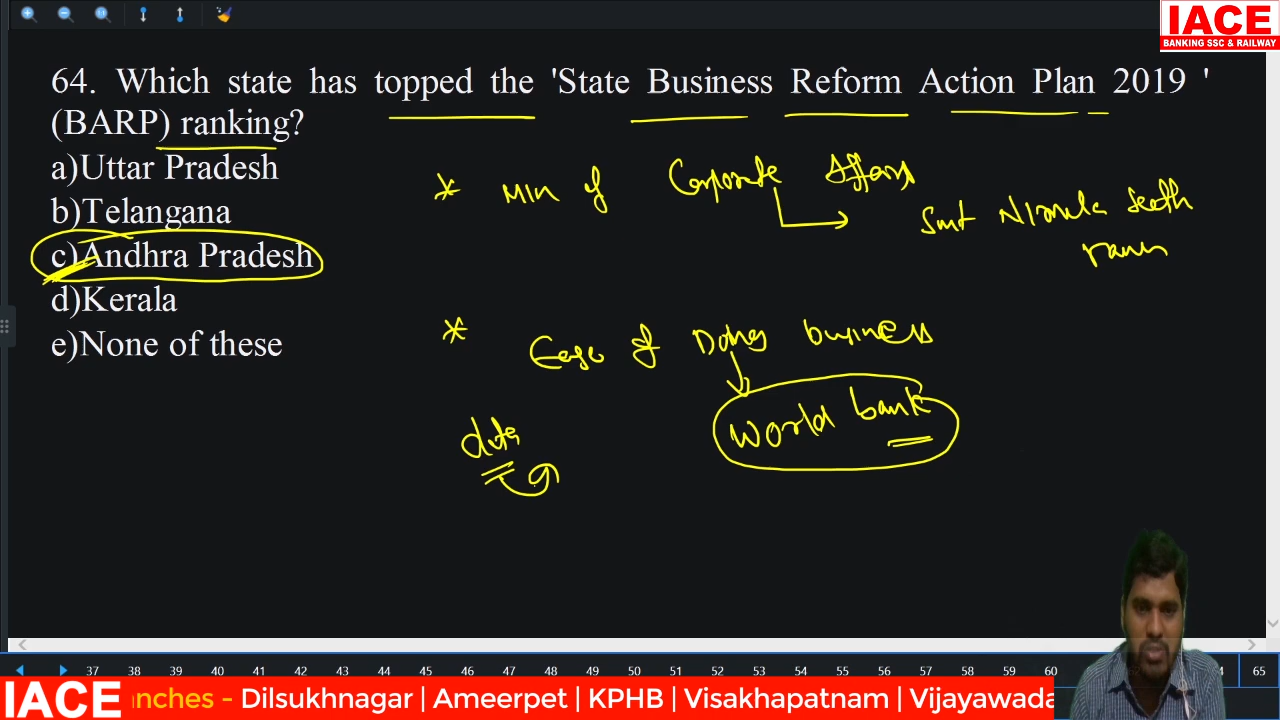 IACE
BANKING SSC & RAILWAY
64. Which state has topped the 'State Business Reform Action Plan 2019 '
(BARP) ranking?
a)Uttar Pradesh
b)Telangana
c)Andhra Pradesh
d)Kerala
e)None of these
* Min of Corporate Affairs
Smt Nirmala Seeth
raman
* Ease of Doing business
World bank
data
37 38 39 40 41 42 43 44 45 46 47 48 49 50 51 52 53 54 55 56 57 58 59 60 65
IACE
nches - Dilsukhnagar | Ameerpet | KPHB | Visakhapatnam | Vijayawada